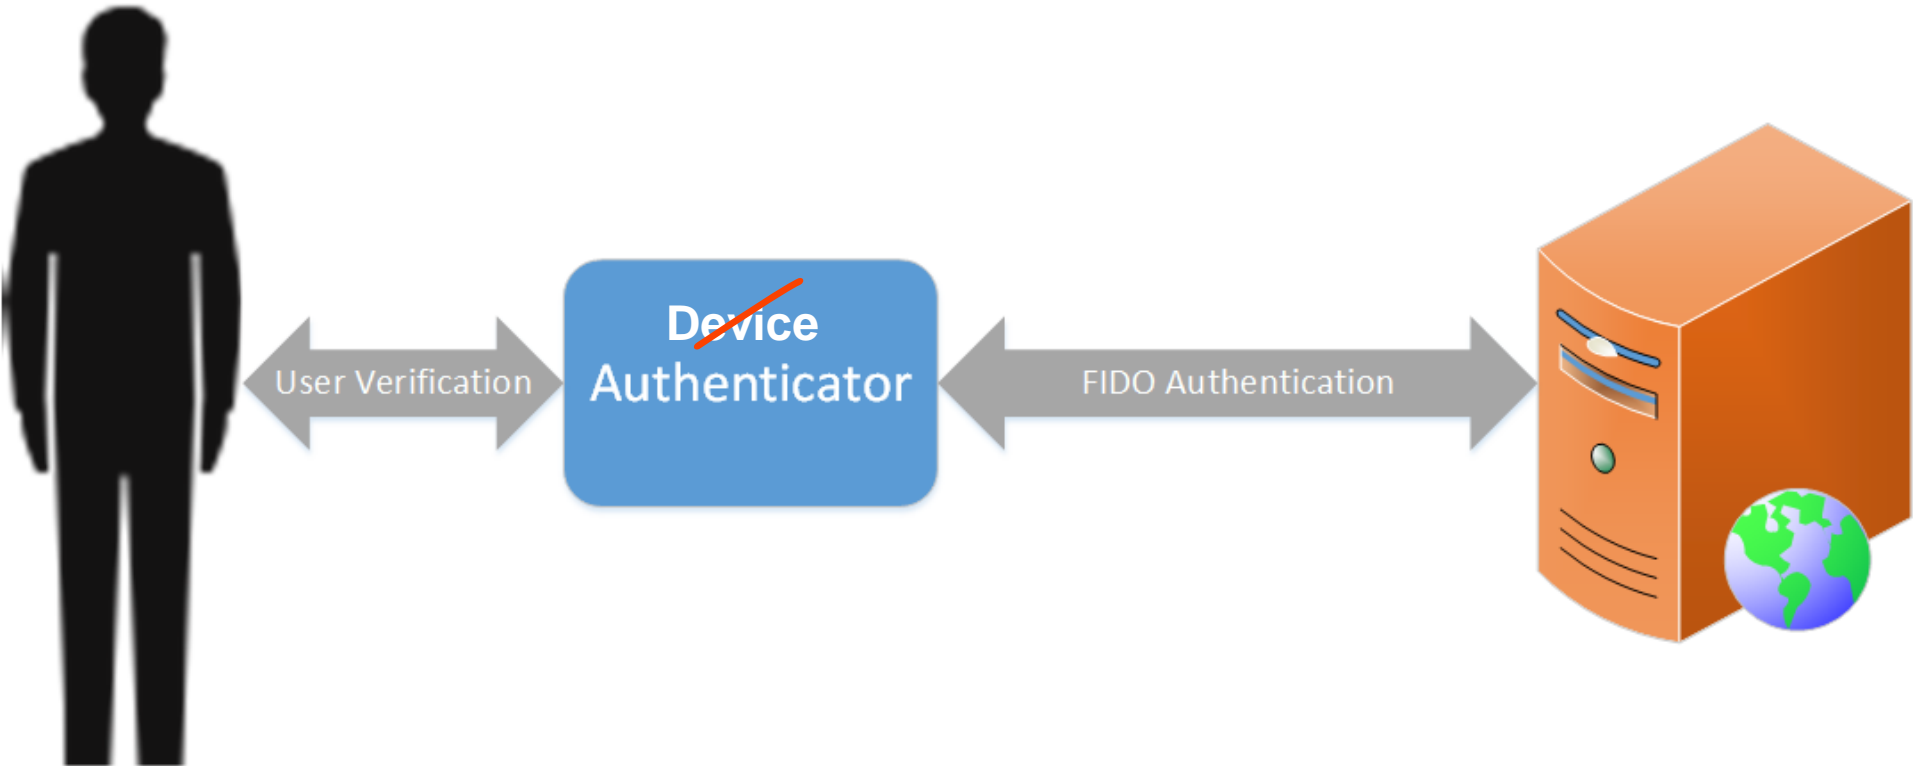 Device
User Verification
Authenticator
FIDO Authentication